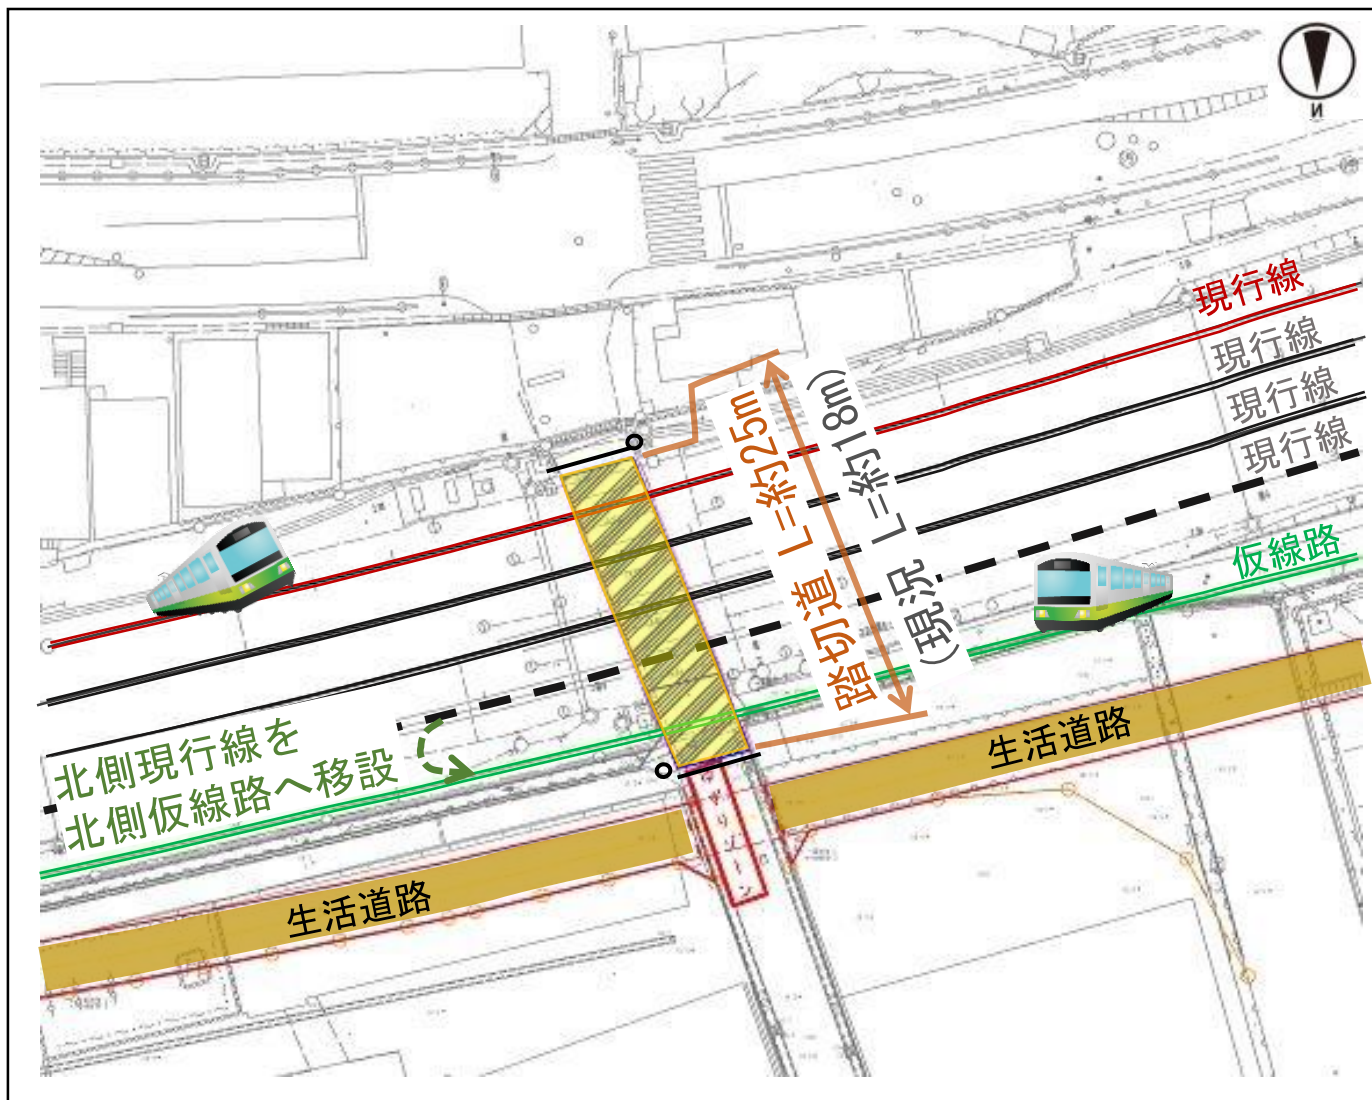 N
現行線
現行線
現行線
現行線
仮線路
踏切道 L=約25m
(現況 L=約18m)
北側現行線を
北側仮線路へ移設
生活道路
生活道路